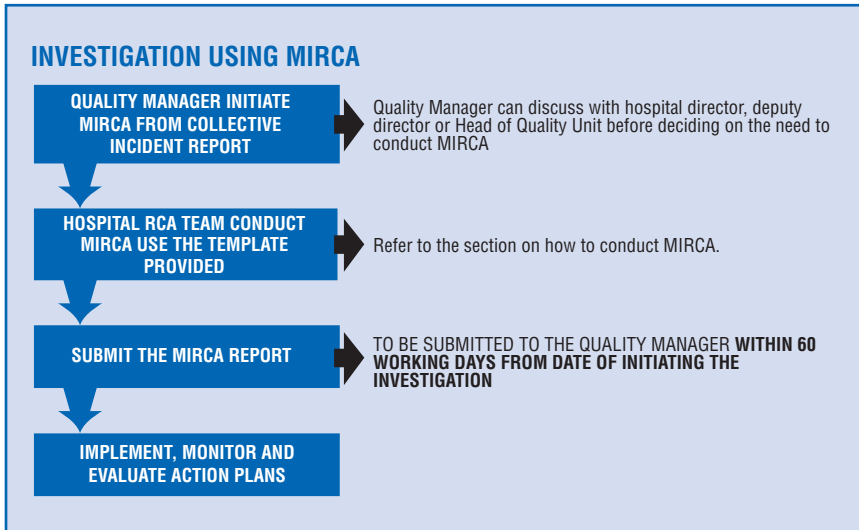 INVESTIGATION USING MIRCA
QUALITY MANAGER INITIATE
MIRCA FROM COLLECTIVE
INCIDENT REPORT
Quality Manager can discuss with hospital director, deputy
director or Head of Quality Unit before deciding on the need to
conduct MIRCA
HOSPITAL RCA TEAM CONDUCT
MIRCA USE THE TEMPLATE
PROVIDED
Refer to the section on how to conduct MIRCA.
SUBMIT THE MIRCA REPORT
TO BE SUBMITTED TO THE QUALITY MANAGER WITHIN 60
WORKING DAYS FROM DATE OF INITIATING THE
INVESTIGATION
IMPLEMENT, MONITOR AND
EVALUATE ACTION PLANS